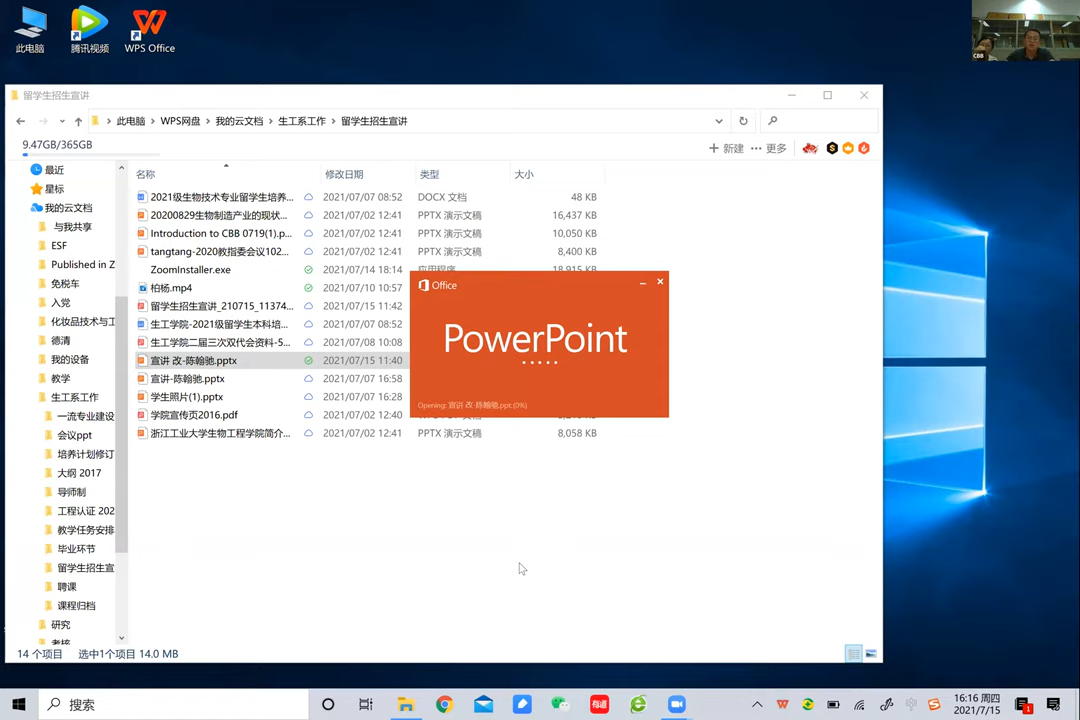 此电脑
腾讯视频
WPS Office
CBB
留学生招生宣讲
此电脑 > WPS网盘 > 我的云文档 > 生工系工作 > 留学生招生宣讲
9.47GB/365GB
新建 ··· 更多
名称 修改日期 类型 大小
2021级生物技术专业留学生培养... 2021/07/07 08:52 DOCX 文档 48 KB
20200829生物制造产业的现状... 2021/07/02 12:41 PPTX 演示文稿 16,437 KB
Introduction to CBB 0719(1).p... 2021/07/02 12:41 PPTX 演示文稿 10,050 KB
tangtang-2020教指委会议102... 2021/07/02 12:41 PPTX 演示文稿 8,400 KB
ZoomInstaller.exe 2021/07/14 18:14 应用程序 18,915 KB
柏杨.mp4 2021/07/10 10:57
留学生招生宣讲_210715_11374... 2021/07/15 11:42
生工学院-2021级留学生本科培... 2021/07/07 08:52
生工学院二届三次双代会资料-5... 2021/07/08 10:08
宣讲 改-陈翰驰.pptx 2021/07/15 11:40
宣讲-陈翰驰.pptx 2021/07/07 16:58
学生照片(1).pptx 2021/07/07 16:28
学院宣传页2016.pdf 2021/07/02 12:40
浙江工业大学生物工程学院简介... 2021/07/02 12:41 PPTX 演示文稿 8,058 KB
最近
星标
我的云文档
与我共享
ESF
Published in Z
免税车
入党
化妆品技术与工
德清
我的设备
教学
生工系工作
一流专业建设
会议ppt
培养计划修订
大纲 2017
导师制
工程认证 202
教学任务安排
毕业环节
留学生招生宣
聘课
课程归档
研究
考核
Office
PowerPoint
Opening: 宣讲 改-陈翰驰.ppt (0%)
14 个项目 选中1个项目 14.0 MB
搜索
有道
16:16 周四
2021/7/15
1